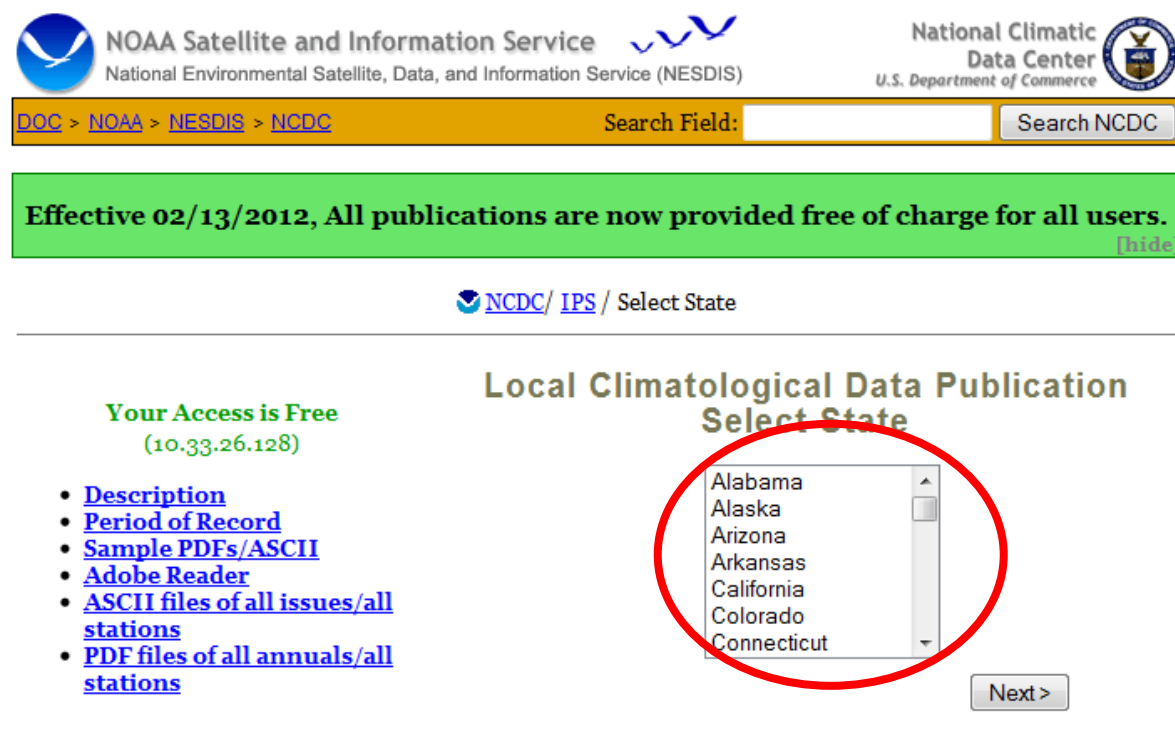 NOAA Satellite and Information Service
National Environmental Satellite, Data, and Information Service (NESDIS)
National Climatic
Data Center
U.S. Department of Commerce
DOC > NOAA > NESDIS > NCDC
Search Field:
Search NCDC
Effective 02/13/2012, All publications are now provided free of charge for all users.
[hide
NCDC/ IPS / Select State
Your Access is Free
(10.33.26.128)
• Description
• Period of Record
• Sample PDFs/ASCII
• Adobe Reader
• ASCII files of all issues/all
stations
• PDF files of all annuals/all
stations
Local Climatological Data Publication
Select State
Alabama
Alaska
Arizona
Arkansas
California
Colorado
Connecticut
Next >